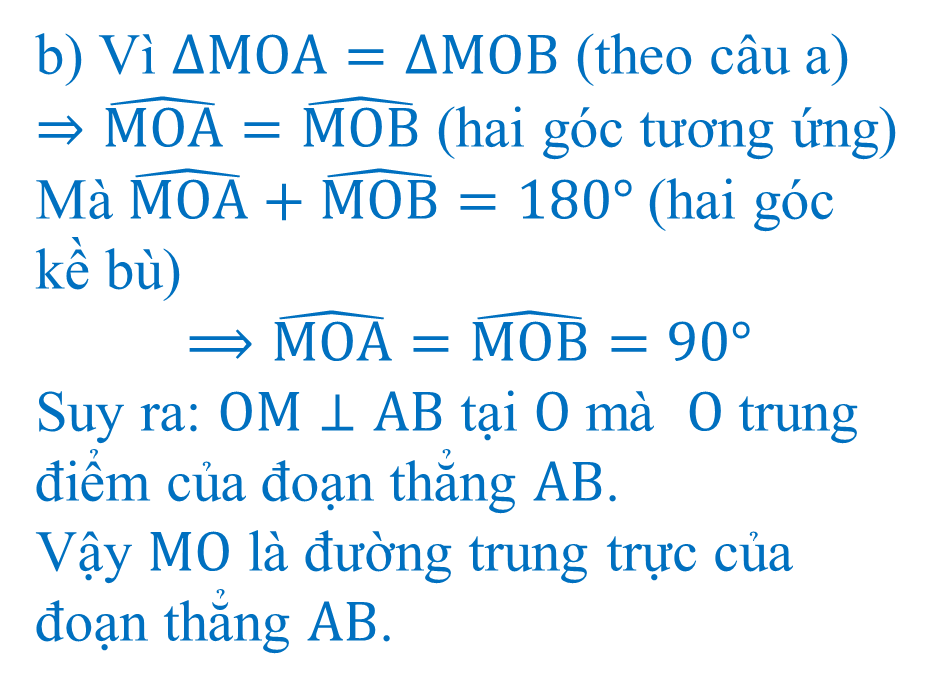 b) Vì ΔMOA = ΔMOB (theo câu a)
⇒ \widehat{MOA} = \widehat{MOB} (hai góc tương ứng)
Mà \widehat{MOA} + \widehat{MOB} = 180° (hai góc
kề bù)
⟹ \widehat{MOA} = \widehat{MOB} = 90°
Suy ra: OM ⊥ AB tại O mà O trung
điểm của đoạn thẳng AB.
Vậy MO là đường trung trực của
đoạn thẳng AB.